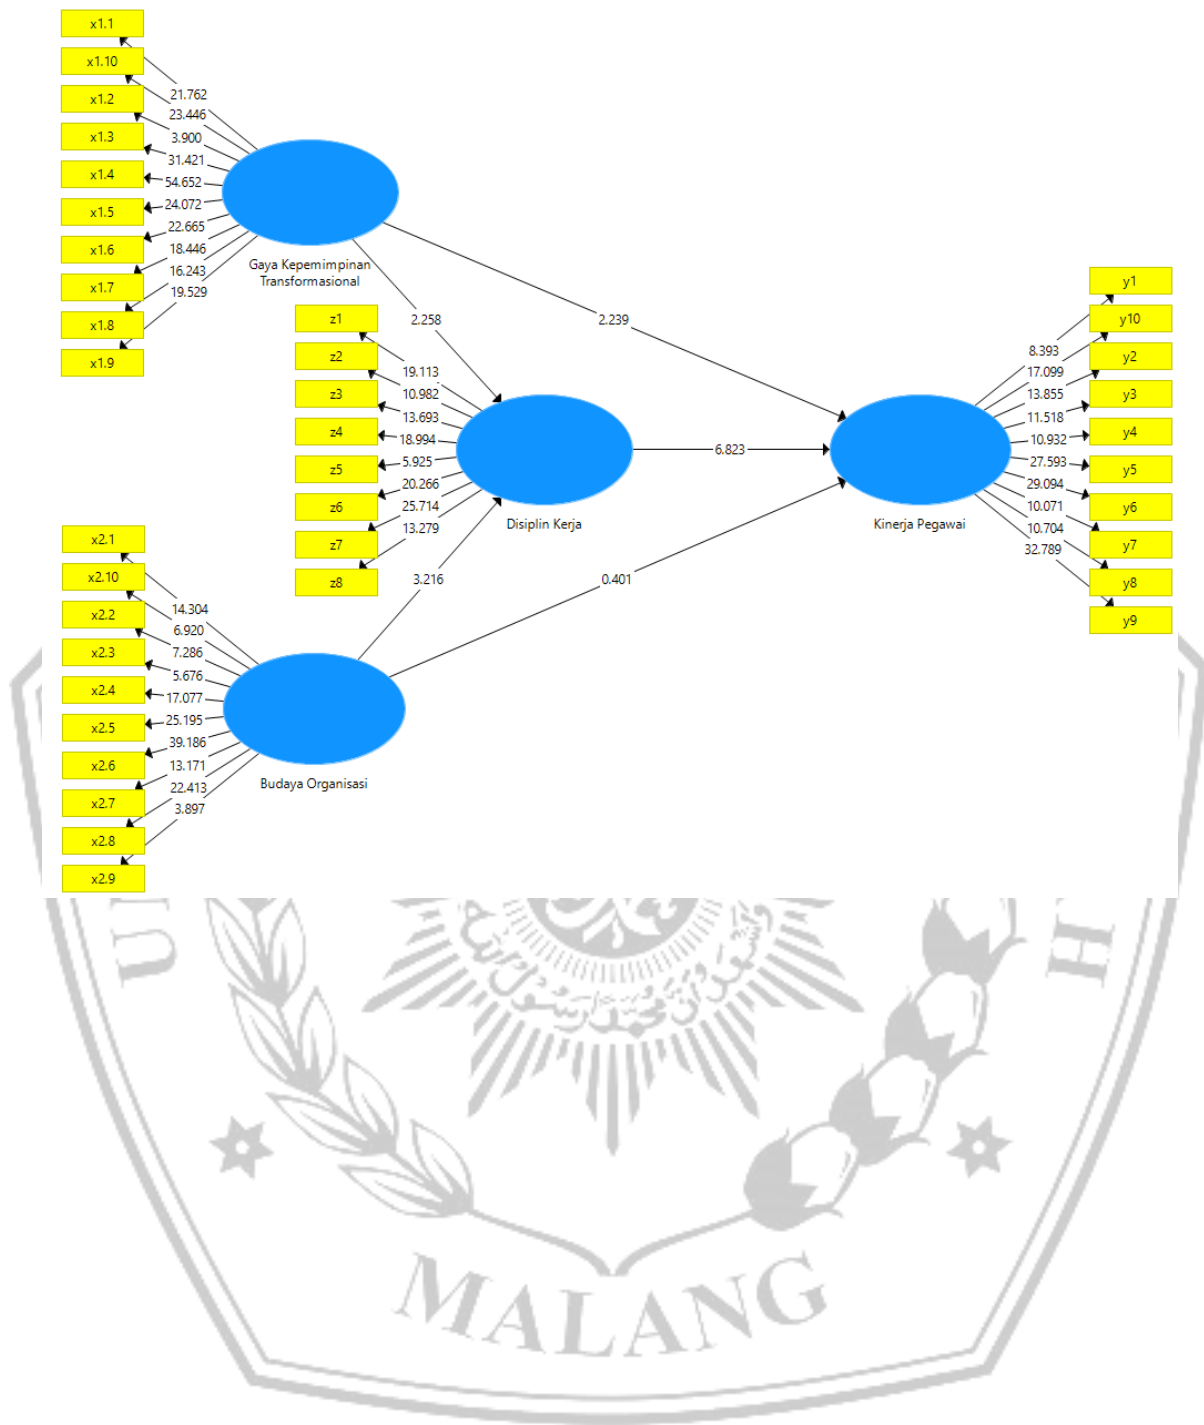 x1.1
x1.10
x1.2
x1.3
x1.4
x1.5
x1.6
x1.7
x1.8
x1.9
21.762
23.446
3.900
31.421
54.652
24.072
22.665
18.446
16.243
19.529
Gaya Kepemimpinan
Transformasional
2.258
2.239
z1
z2
z3
z4
z5
z6
z7
z8
19.113
10.982
13.693
18.994
5.925
20.266
25.714
13.279
Disiplin Kerja
6.823
3.216
0.401
Kinerja Pegawai
8.393
17.099
13.855
11.518
10.932
27.593
29.094
10.071
10.704
32.789
y1
y10
y2
y3
y4
y5
y6
y7
y8
y9
x2.1
x2.10
x2.2
x2.3
x2.4
x2.5
x2.6
x2.7
x2.8
x2.9
14.304
6.920
7.286
5.676
17.077
25.195
39.186
13.171
22.413
3.897
Budaya Organisasi
U
H
MALANG